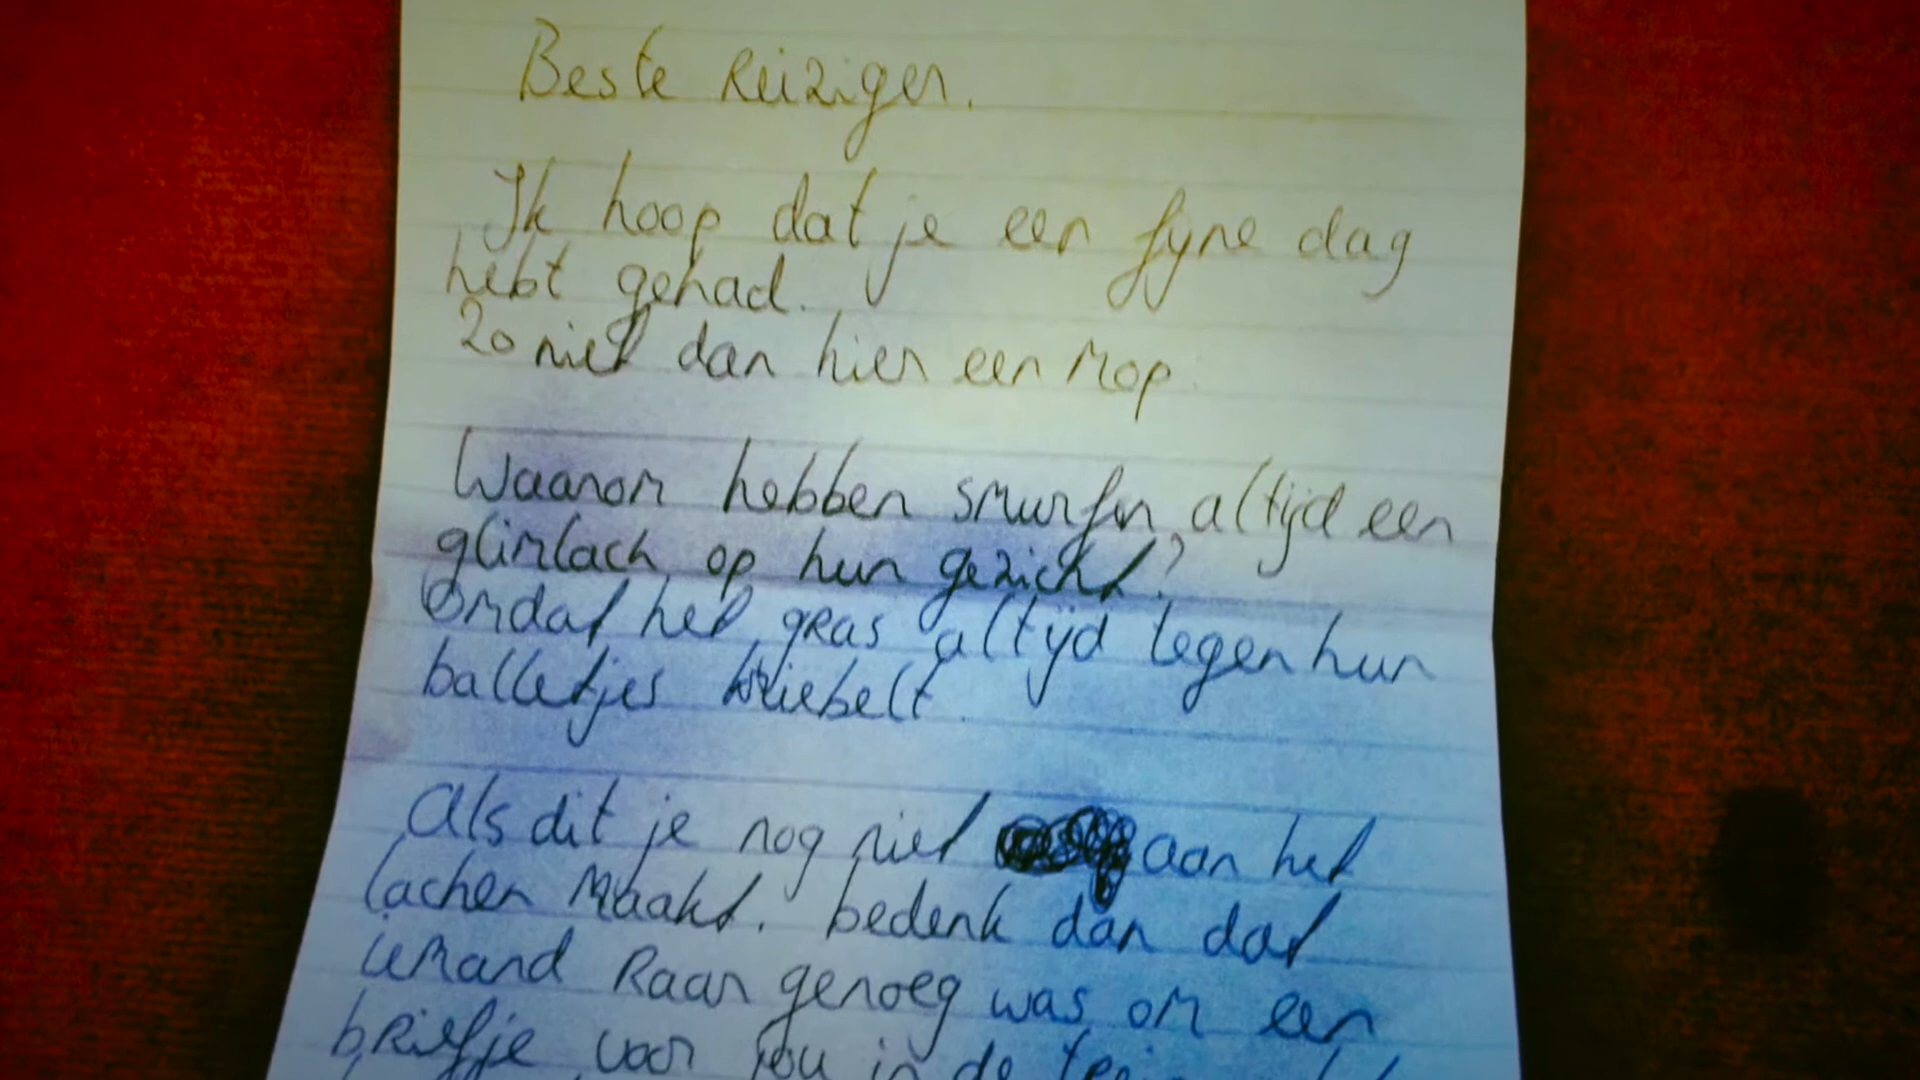 Beste Reiziger.
Ik hoop dat je een fijne dag
hebt gehad.
Zo niet dan hier een Mop.
Waarom hebben smurfen altijd een
glimlach op hun gezicht?
Omdat het gras altijd tegen hun
balletjes kriebelt.
Als dit je nog niet aan het
lachen Maakt. bedenk dan dat
iemand Raar genoeg was om een
briefje voor jou in de